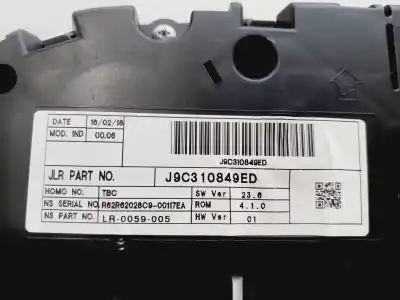 DATE 16/02/18
MOD. IND 00.06
J9C310849ED
JLR PART NO. J9C310849ED
HOMO NO. TBC SW Ver 23.6
NS SERIAL NO. R62R62028C9-00117EA ROM 4.1.0
NS PART NO. LR-0059-005 HW Ver 01